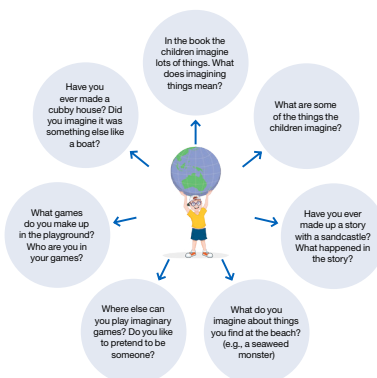 In the book the
children imagine
lots of things. What
does imagining
things mean?
What are some
of the things the
children imagine?
Have you ever
made up a story
with a sandcastle?
What happened in
the story?
What do you
imagine about things
you find at the beach?
(e.g., a seaweed
monster)
Where else can
you play imaginary
games? Do you like
to pretend to be
someone?
What games
do you make up
in the playground?
Who are you in
your games?
Have you
ever made a
cubby house? Did
you imagine it was
something else like
a boat?